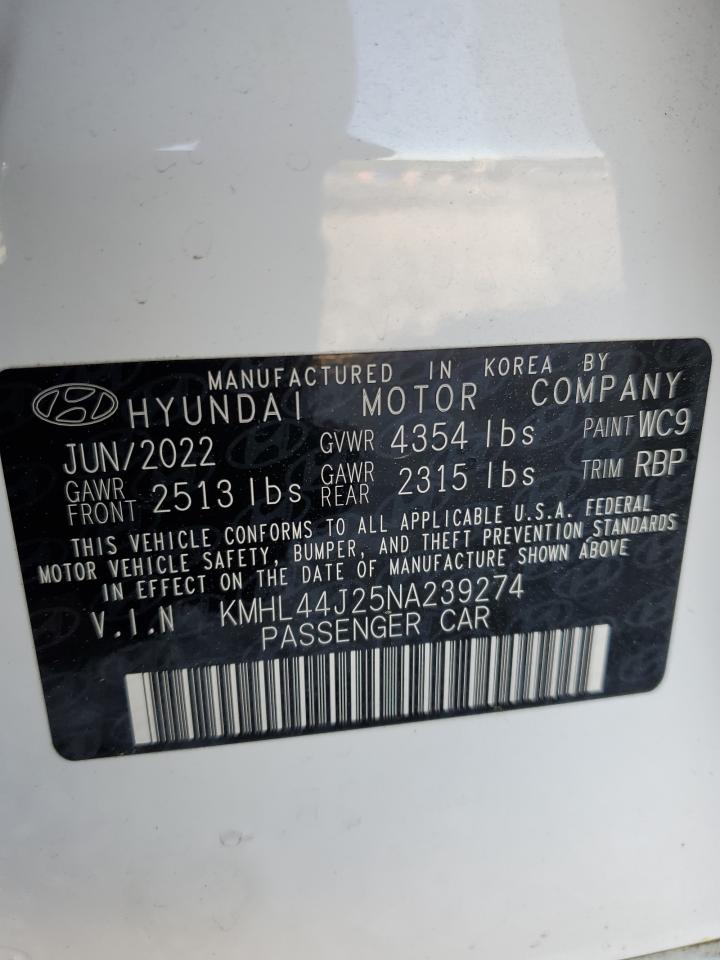 MANUFACTURED IN KOREA BY
HYUNDAI MOTOR COMPANY
JUN/2022 GVWR 4354 lbs PAINT WC9
GAWR FRONT 2513 lbs GAWR REAR 2315 lbs TRIM RBP
THIS VEHICLE CONFORMS TO ALL APPLICABLE U.S.A. FEDERAL
MOTOR VEHICLE SAFETY, BUMPER, AND THEFT PREVENTION STANDARDS
IN EFFECT ON THE DATE OF MANUFACTURE SHOWN ABOVE
V.I.N KMHL44J25NA239274
PASSENGER CAR